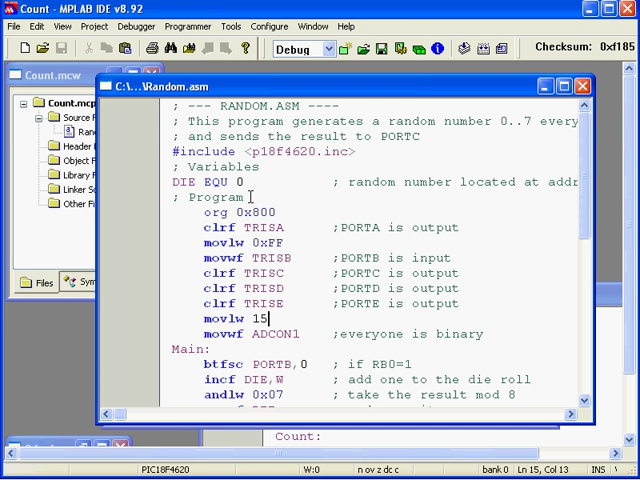 Count - MPLAB IDE v8.92
File Edit View Project Debugger Programmer Tools Configure Window Help
Debug
Checksum: 0xf185
Count.mcw
Count.mcp
Source F
Ran
Header
Object F
Library F
Linker S
Other Fi
Files
Sym
C:\...\Random.asm
; --- RANDOM.ASM ----
; This program generates a random number 0..7 every
; and sends the result to PORTC
#include <p18f4620.inc>
; Variables
DIE EQU 0 ; random number located at addr
; Program
org 0x800
clrf TRISA ;PORTA is output
movlw 0xFF
movwf TRISB ;PORTB is input
clrf TRISC ;PORTC is output
clrf TRISD ;PORTD is output
clrf TRISE ;PORTE is output
movlw 15
movwf ADCON1 ;everyone is binary
Main:
btfsc PORTB,0 ; if RB0=1
incf DIE,W ; add one to the die roll
andlw 0x07 ; take the result mod 8
Count:
PIC18F4620 W:0 n ov z dc c bank 0 Ln 15, Col 13 INS